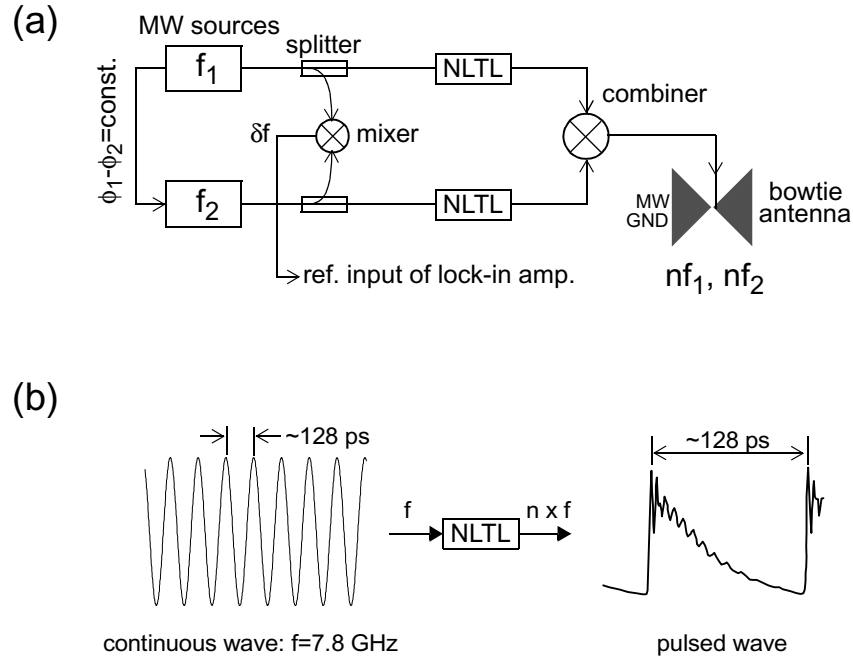 (a)
MW sources
splitter
f1
NLTL
combiner
ϕ1-ϕ2=const.
δf
mixer
f2
NLTL
MW
GND
bowtie
antenna
ref. input of lock-in amp.
nf1, nf2
(b)
~128 ps
~128 ps
f
NLTL
n x f
continuous wave: f=7.8 GHz
pulsed wave